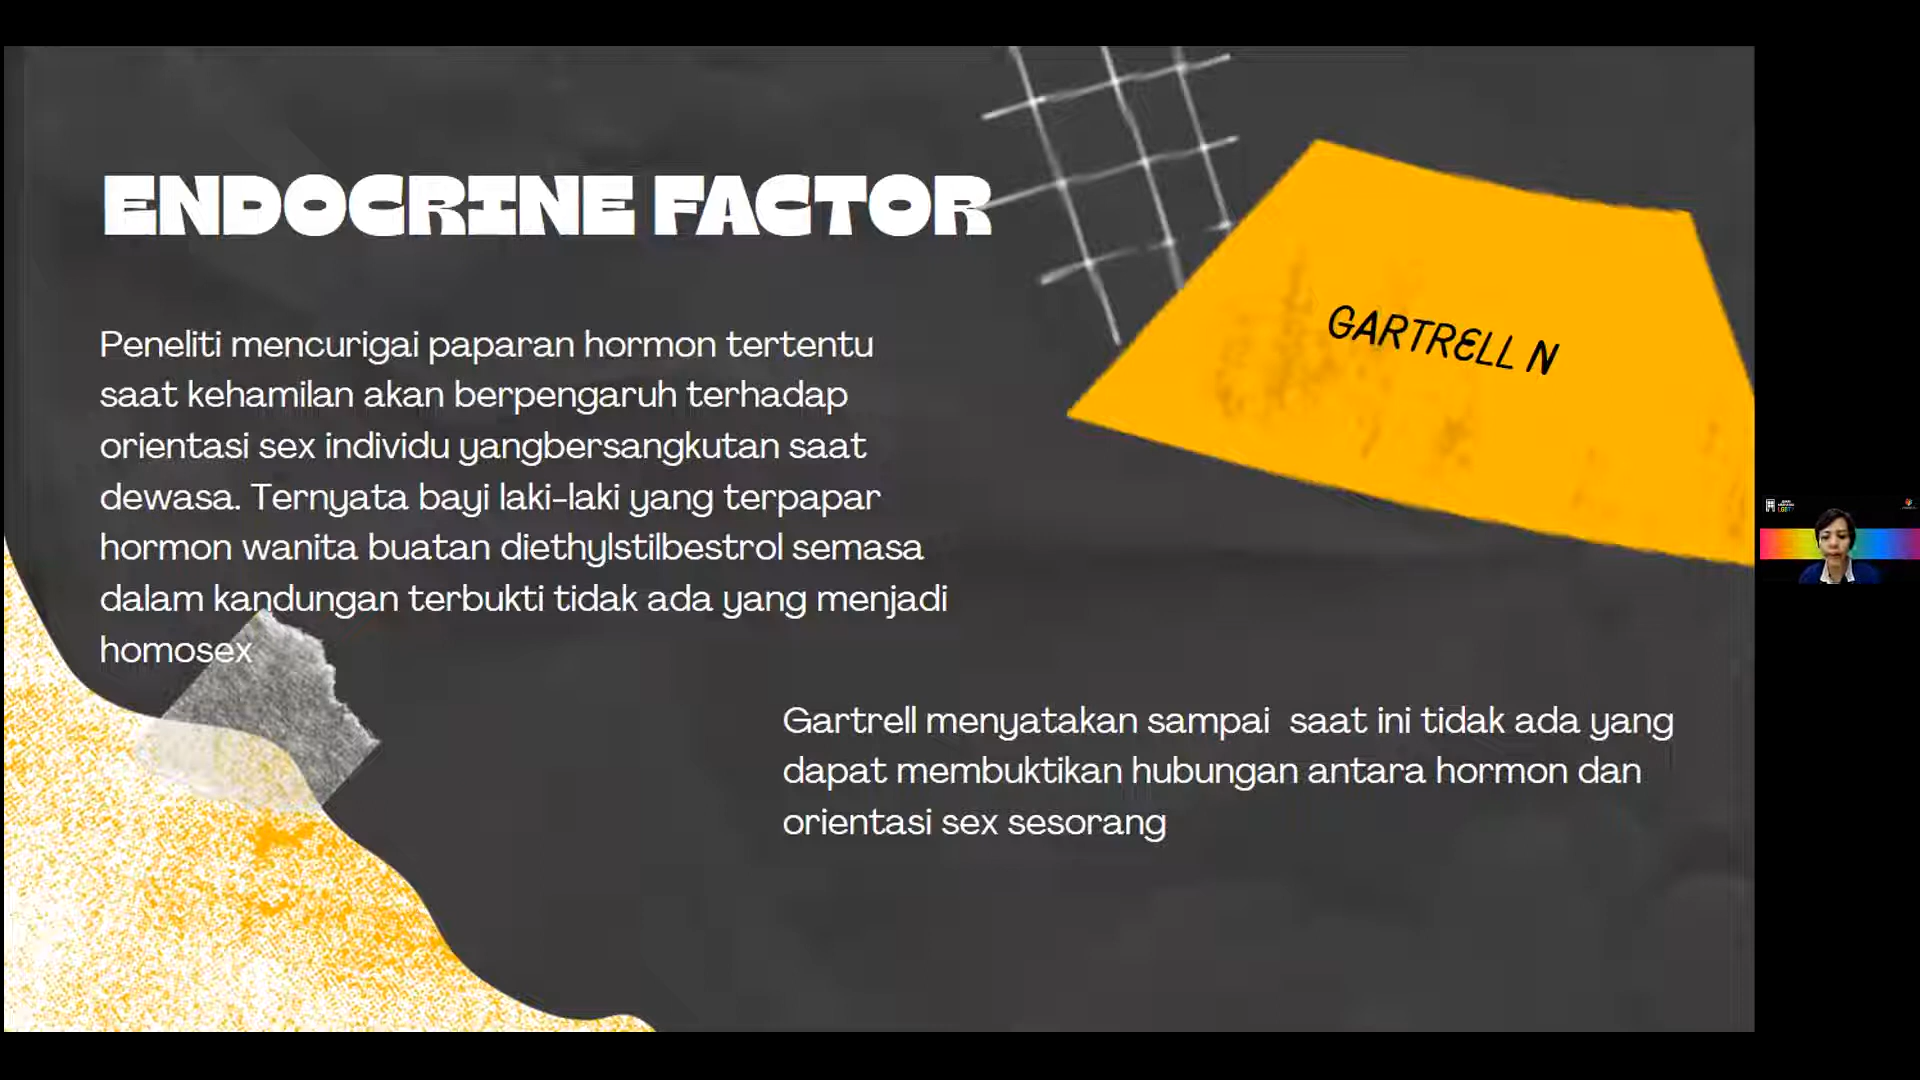 ENDOCRINE FACTOR
GARTRELL N
Peneliti mencurigai paparan hormon tertentu
saat kehamilan akan berpengaruh terhadap
orientasi sex individu yangbersangkutan saat
dewasa. Ternyata bayi laki-laki yang terpapar
hormon wanita buatan diethylstilbestrol semasa
dalam kandungan terbukti tidak ada yang menjadi
homosex
Gartrell menyatakan sampai  saat ini tidak ada yang
dapat membuktikan hubungan antara hormon dan
orientasi sex sesorang
LGBT